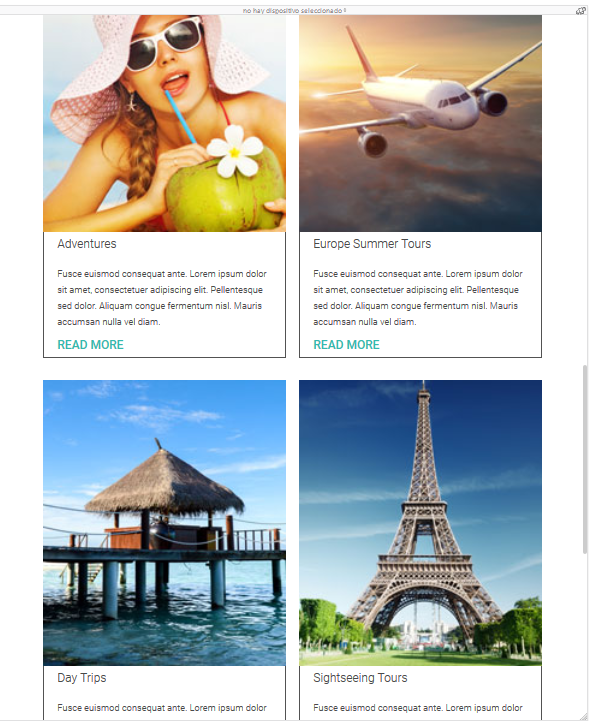 no hay dispositivo seleccionado
Adventures
Fusce euismod consequat ante. Lorem ipsum dolor
sit amet, consectetuer adipiscing elit. Pellentesque
sed dolor. Aliquam congue fermentum nisl. Mauris
accumsan nulla vel diam.
READ MORE
Europe Summer Tours
Fusce euismod consequat ante. Lorem ipsum dolor
sit amet, consectetuer adipiscing elit. Pellentesque
sed dolor. Aliquam congue fermentum nisl. Mauris
accumsan nulla vel diam.
READ MORE
Day Trips
Fusce euismod consequat ante. Lorem ipsum dolor
Sightseeing Tours
Fusce euismod consequat ante. Lorem ipsum dolor